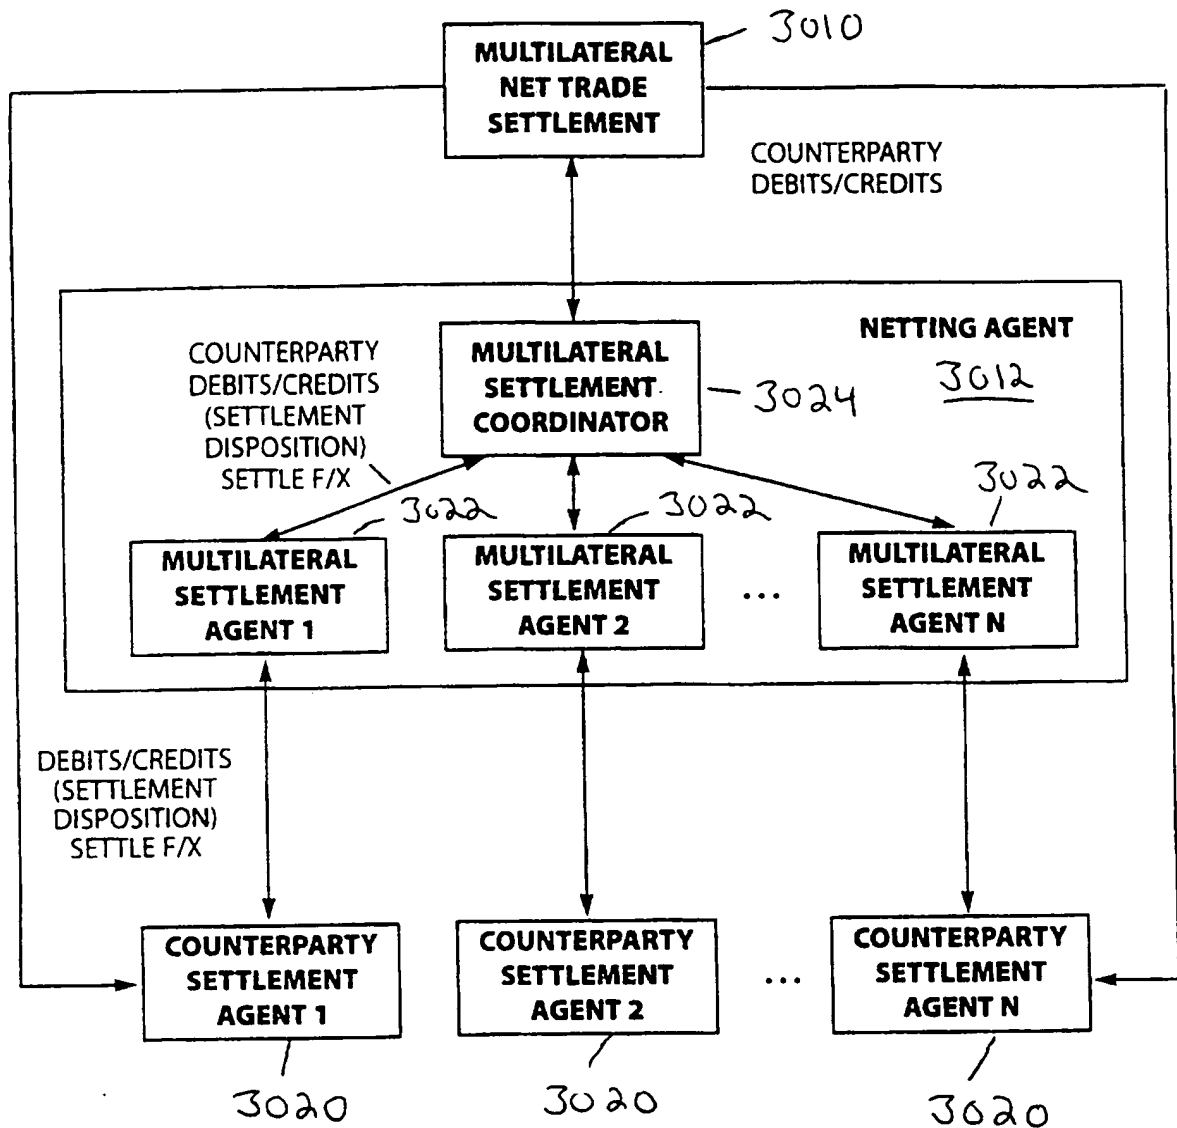 3010
MULTILATERAL
NET TRADE
SETTLEMENT
COUNTERPARTY
DEBITS/CREDITS
NETTING AGENT
3012
COUNTERPARTY
DEBITS/CREDITS
(SETTLEMENT
DISPOSITION)
SETTLE F/X
MULTILATERAL
SETTLEMENT
COORDINATOR
3024
3022
3022
3022
MULTILATERAL
SETTLEMENT
AGENT 1
MULTILATERAL
SETTLEMENT
AGENT 2
...
MULTILATERAL
SETTLEMENT
AGENT N
DEBITS/CREDITS
(SETTLEMENT
DISPOSITION)
SETTLE F/X
COUNTERPARTY
SETTLEMENT
AGENT 1
COUNTERPARTY
SETTLEMENT
AGENT 2
...
COUNTERPARTY
SETTLEMENT
AGENT N
3020
3020
3020